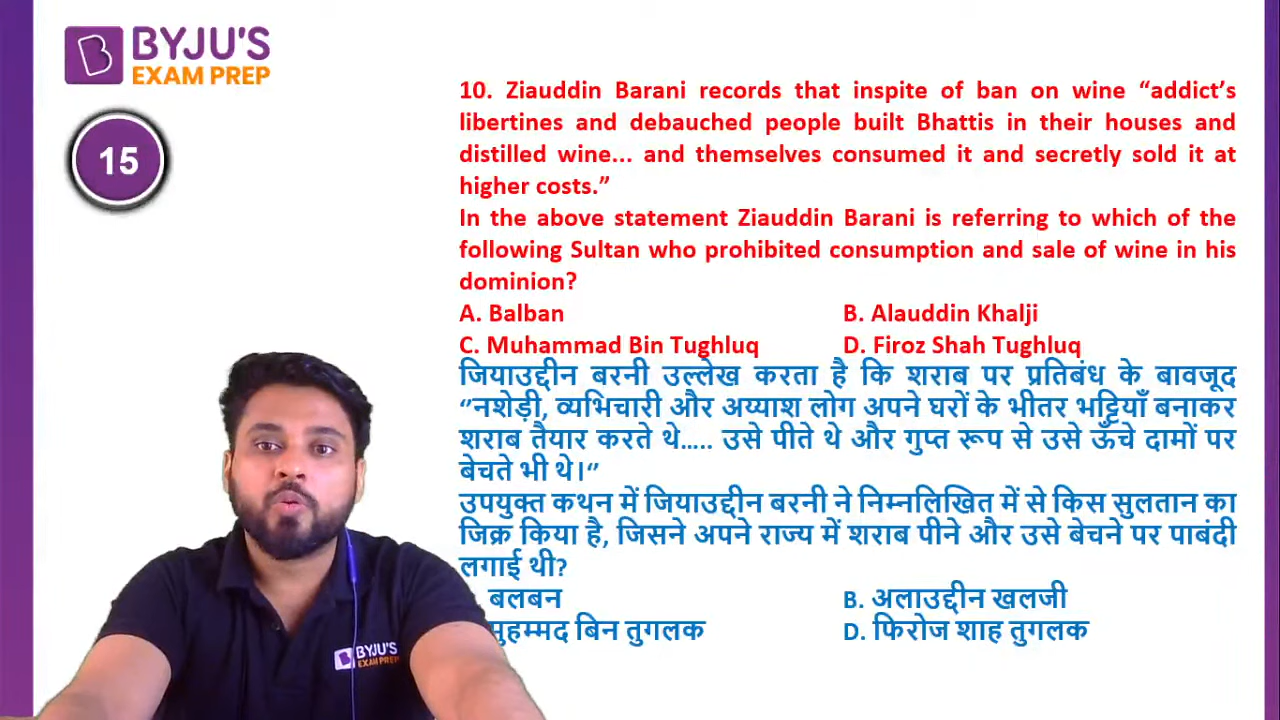 BYJU'S
EXAM PREP
15
10. Ziauddin Barani records that inspite of ban on wine “addict’s
libertines and debauched people built Bhattis in their houses and
distilled wine... and themselves consumed it and secretly sold it at
higher costs.”
In the above statement Ziauddin Barani is referring to which of the
following Sultan who prohibited consumption and sale of wine in his
dominion?
A. Balban B. Alauddin Khalji
C. Muhammad Bin Tughluq D. Firoz Shah Tughluq
जियाउद्दीन बरनी उल्लेख करता है कि शराब पर प्रतिबंध के बावजूद
“नशेड़ी, व्यभिचारी और अय्याश लोग अपने घरों के भीतर भट्टियाँ बनाकर
शराब तैयार करते थे..... उसे पीते थे और गुप्त रूप से उसे ऊँचे दामों पर
बेचते भी थे।”
उपयुक्त कथन में जियाउद्दीन बरनी ने निम्नलिखित में से किस सुलतान का
जिक्र किया है, जिसने अपने राज्य में शराब पीने और उसे बेचने पर पाबंदी
लगाई थी?
बलबन B. अलाउद्दीन खलजी
मुहम्मद बिन तुगलक D. फिरोज शाह तुगलक
BYJU'S
EXAM PREP